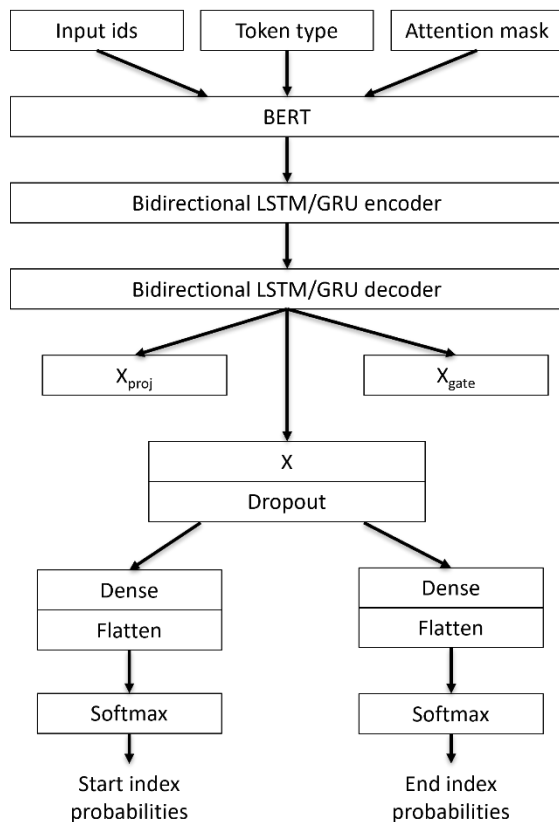 Input ids
Token type
Attention mask
BERT
Bidirectional LSTM/GRU encoder
Bidirectional LSTM/GRU decoder
Xproj
Xgate
X
Dropout
Dense
Flatten
Dense
Flatten
Softmax
Softmax
Start index
probabilities
End index
probabilities